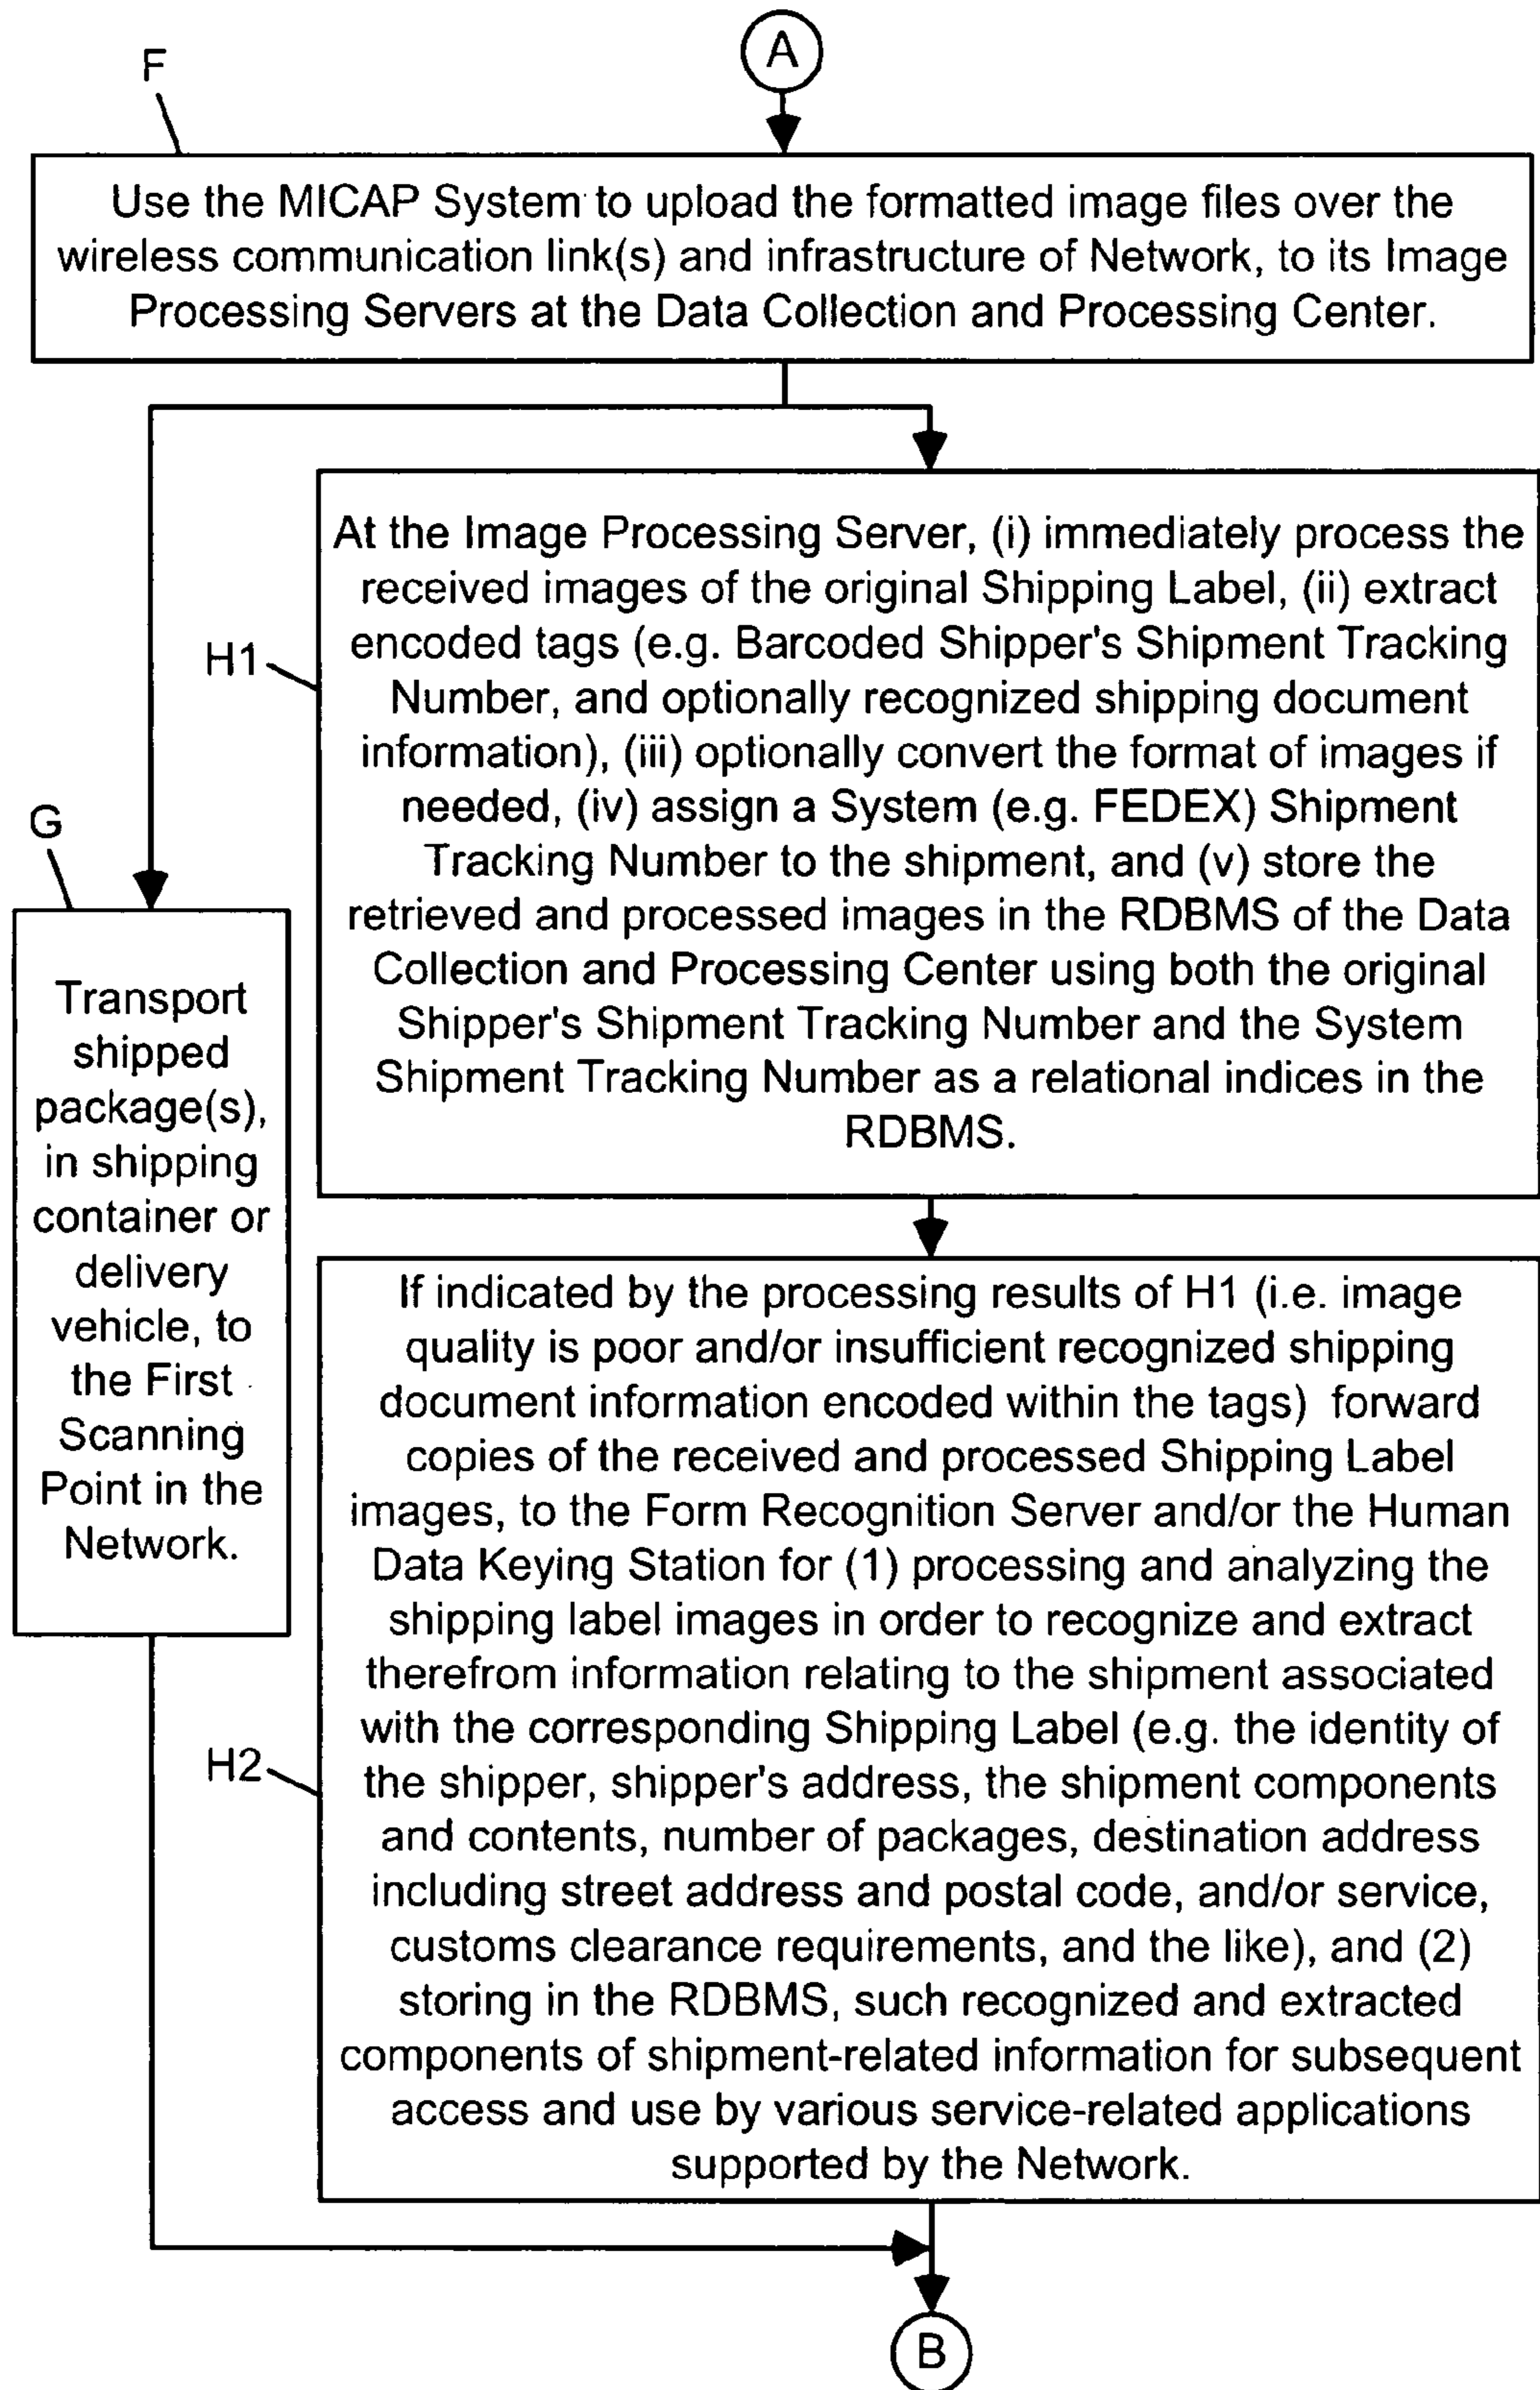 A
F
Use the MICAP System to upload the formatted image files over the
wireless communication link(s) and infrastructure of Network, to its Image
Processing Servers at the Data Collection and Processing Center.
H1
At the Image Processing Server, (i) immediately process the
received images of the original Shipping Label, (ii) extract
encoded tags (e.g. Barcoded Shipper's Shipment Tracking
Number, and optionally recognized shipping document
information), (iii) optionally convert the format of images if
needed, (iv) assign a System (e.g. FEDEX) Shipment
Tracking Number to the shipment, and (v) store the
retrieved and processed images in the RDBMS of the Data
Collection and Processing Center using both the original
Shipper's Shipment Tracking Number and the System
Shipment Tracking Number as a relational indices in the
RDBMS.
G
Transport
shipped
package(s),
in shipping
container or
delivery
vehicle, to
the First
Scanning
Point in the
Network.
H2
If indicated by the processing results of H1 (i.e. image
quality is poor and/or insufficient recognized shipping
document information encoded within the tags) forward
copies of the received and processed Shipping Label
images, to the Form Recognition Server and/or the Human
Data Keying Station for (1) processing and analyzing the
shipping label images in order to recognize and extract
therefrom information relating to the shipment associated
with the corresponding Shipping Label (e.g. the identity of
the shipper, shipper's address, the shipment components
and contents, number of packages, destination address
including street address and postal code, and/or service,
customs clearance requirements, and the like), and (2)
storing in the RDBMS, such recognized and extracted
components of shipment-related information for subsequent
access and use by various service-related applications
supported by the Network.
B